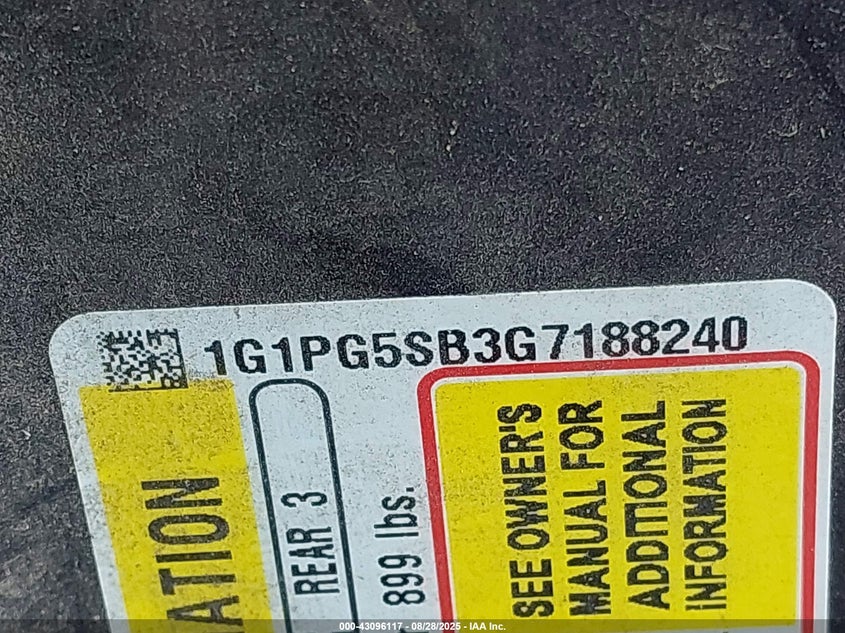 1G1PG5SB3G7188240
ATION
REAR 3
899 lbs.
SEE OWNER'S
MANUAL FOR
ADDITIONAL
INFORMATION
000-43096117 - 08/28/2025 - IAA Inc.